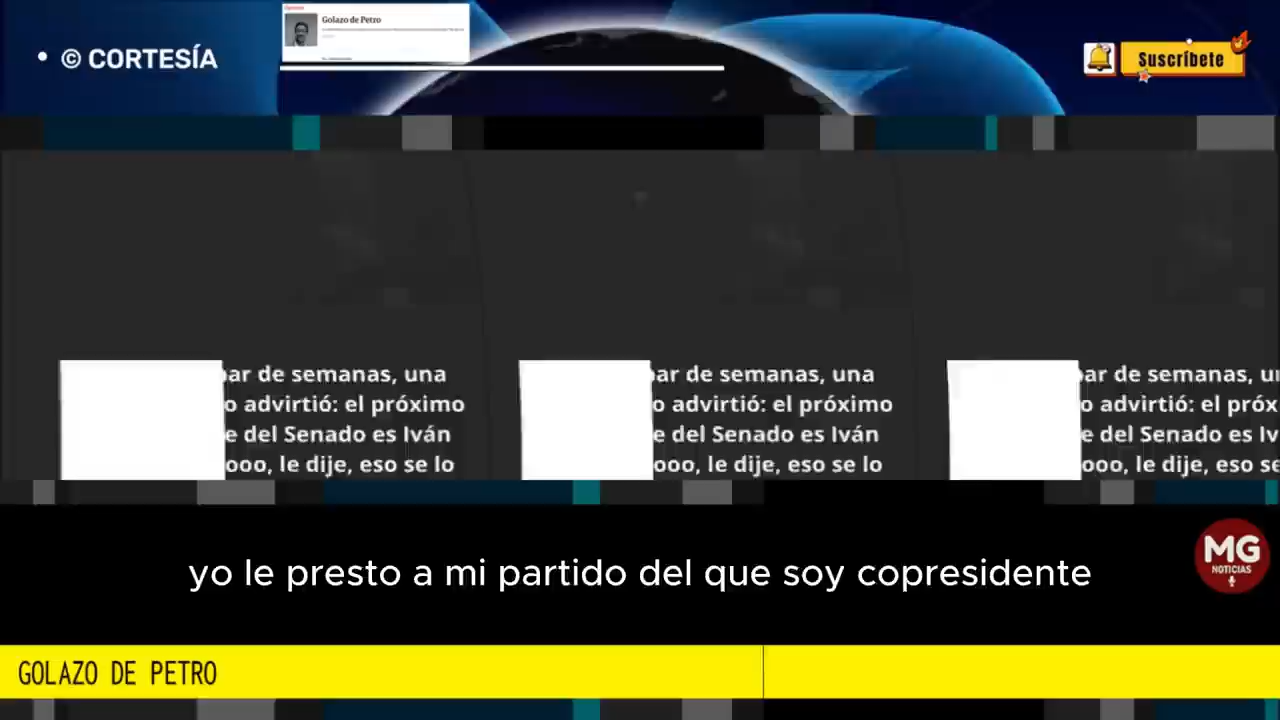 • © CORTESÍA
Golazo de Petro
Suscríbete
par de semanas, una
o advirtió: el próximo
e del Senado es Iván
ooo, le dije, eso se lo
par de semanas, una
o advirtió: el próximo
e del Senado es Iván
ooo, le dije, eso se lo
par de semanas, u
o advirtió: el próx
e del Senado es Iv
ooo, le dije, eso se
yo le presto a mi partido del que soy copresidente
MG
NOTICIAS
GOLAZO DE PETRO